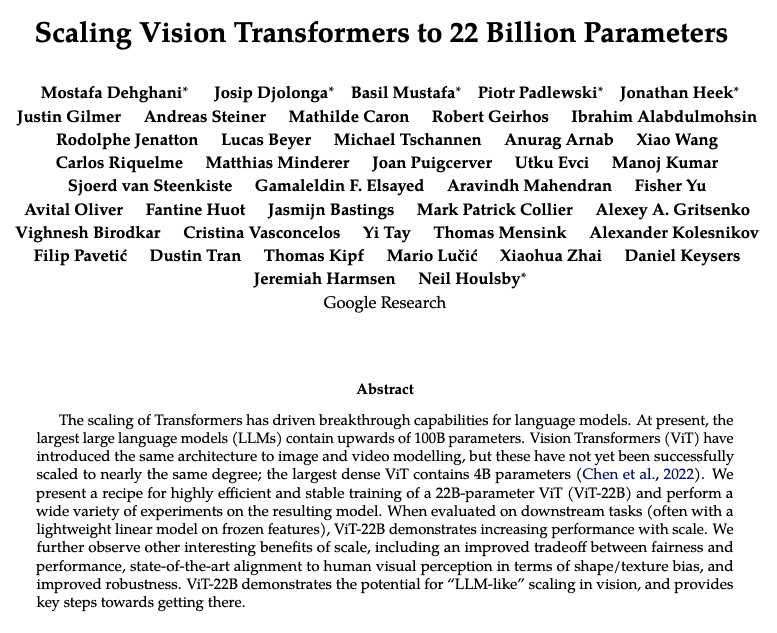 Scaling Vision Transformers to 22 Billion Parameters
Mostafa Dehghani* Josip Djolonga* Basil Mustafa* Piotr Padlewski* Jonathan Heek*
Justin Gilmer Andreas Steiner Mathilde Caron Robert Geirhos Ibrahim Alabdulmohsin
Rodolphe Jenatton Lucas Beyer Michael Tschannen Anurag Arnab Xiao Wang
Carlos Riquelme Matthias Minderer Joan Puigcerver Utku Evci Manoj Kumar
Sjoerd van Steenkiste Gamaleldin F. Elsayed Aravindh Mahendran Fisher Yu
Avital Oliver Fantine Huot Jasmijn Bastings Mark Patrick Collier Alexey A. Gritsenko
Vighnesh Birodkar Cristina Vasconcelos Yi Tay Thomas Mensink Alexander Kolesnikov
Filip Pavetić Dustin Tran Thomas Kipf Mario Lučić Xiaohua Zhai Daniel Keysers
Jeremiah Harmsen Neil Houlsby*
Google Research
Abstract
The scaling of Transformers has driven breakthrough capabilities for language models. At present, the
largest large language models (LLMs) contain upwards of 100B parameters. Vision Transformers (ViT) have
introduced the same architecture to image and video modelling, but these have not yet been successfully
scaled to nearly the same degree; the largest dense ViT contains 4B parameters (Chen et al., 2022). We
present a recipe for highly efficient and stable training of a 22B-parameter ViT (ViT-22B) and perform a
wide variety of experiments on the resulting model. When evaluated on downstream tasks (often with a
lightweight linear model on frozen features), ViT-22B demonstrates increasing performance with scale. We
further observe other interesting benefits of scale, including an improved tradeoff between fairness and
performance, state-of-the-art alignment to human visual perception in terms of shape/texture bias, and
improved robustness. ViT-22B demonstrates the potential for “LLM-like” scaling in vision, and provides
key steps towards getting there.